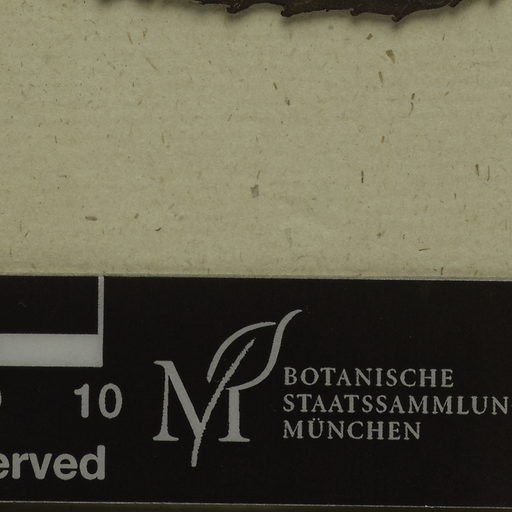 10
erved
BOTANISCHE
STAATSSAMMLUN
MÜNCHEN